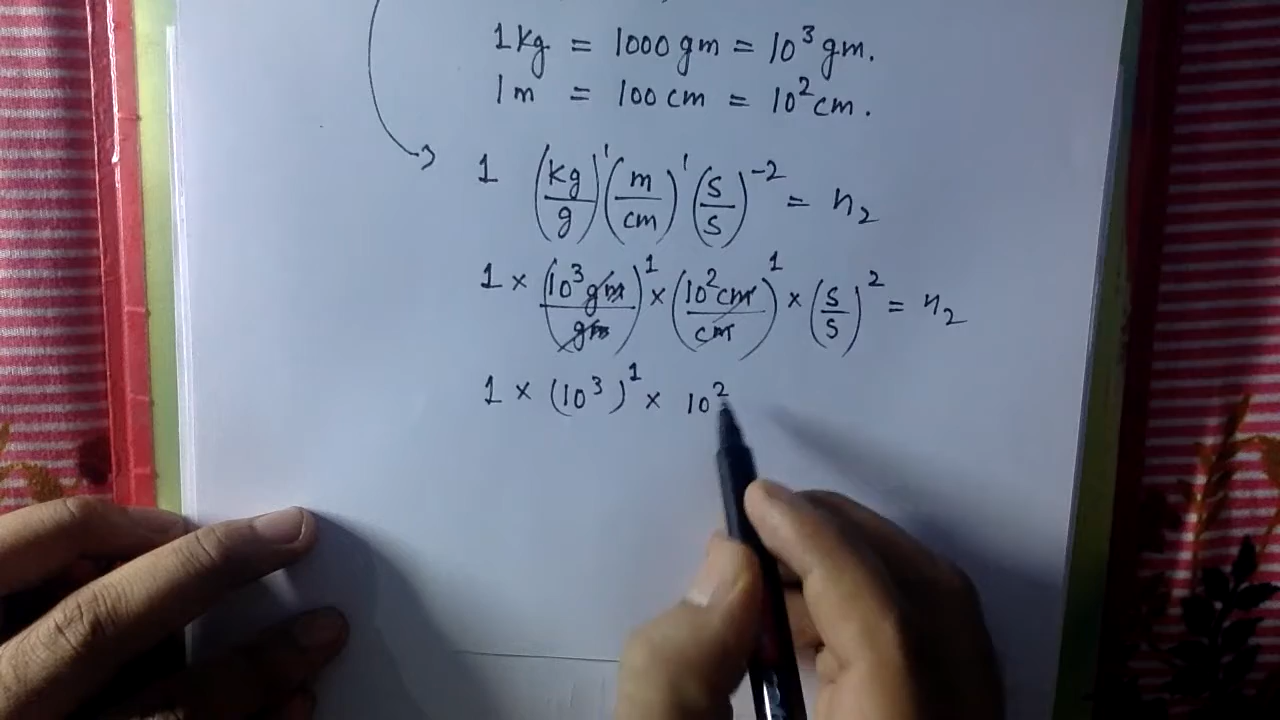 1 Kg = 1000 gm = 10³ gm.
1 m = 100 cm = 10² cm.
1 (kg/g)¹ (m/cm)¹ (s/s)⁻² = n₂
1 × (10³ gm/gm)¹ × (10² cm/cm)¹ × (s/s)² = n₂
1 × (10³)¹ × 10²